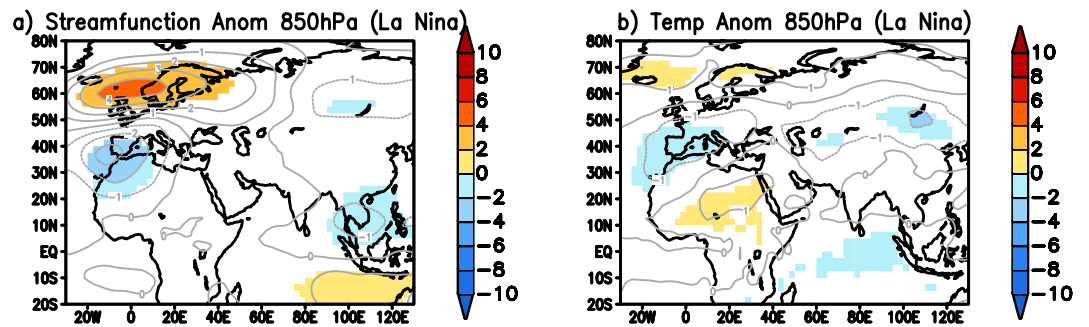 a) Streamfunction Anom 850hPa (La Nina)
80N
70N
60N
50N
40N
30N
20N
10N
EQ
10S
20S
20W 0 20E 40E 60E 80E 100E 120E
10
8
6
4
2
0
−2
−4
−6
−8
−10
b) Temp Anom 850hPa (La Nina)
80N
70N
60N
50N
40N
30N
20N
10N
EQ
10S
20S
20W 0 20E 40E 60E 80E 100E 120E
10
8
6
4
2
0
−2
−4
−6
−8
−10